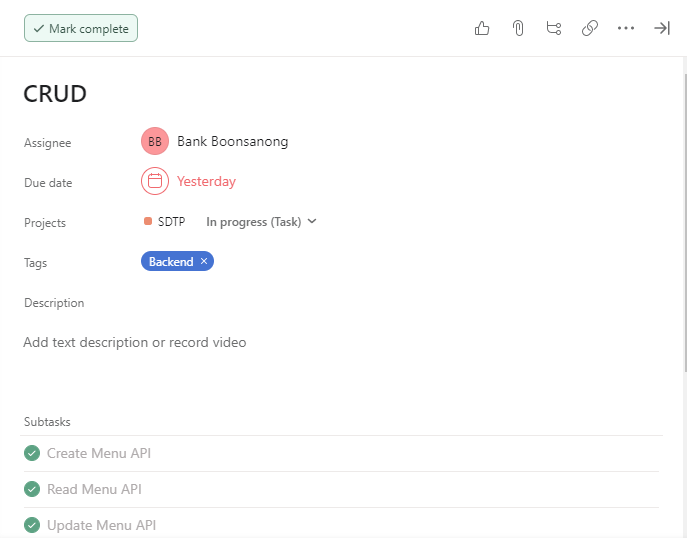 Mark complete
CRUD
Assignee BB Bank Boonsanong
Due date Yesterday
Projects SDTP In progress (Task)
Tags Backend ×
Description
Add text description or record video
Subtasks
Create Menu API
Read Menu API
Update Menu API